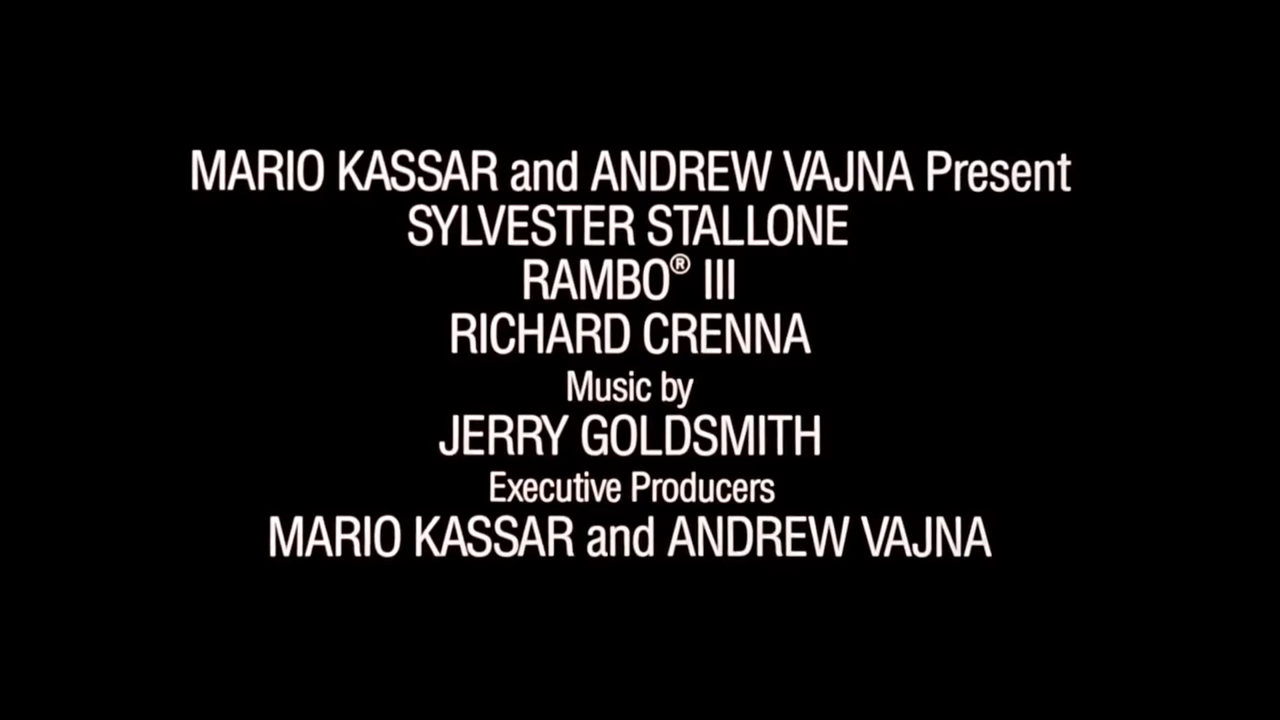 MARIO KASSAR and ANDREW VAJNA Present
SYLVESTER STALLONE
RAMBO® III
RICHARD CRENNA
Music by
JERRY GOLDSMITH
Executive Producers
MARIO KASSAR and ANDREW VAJNA